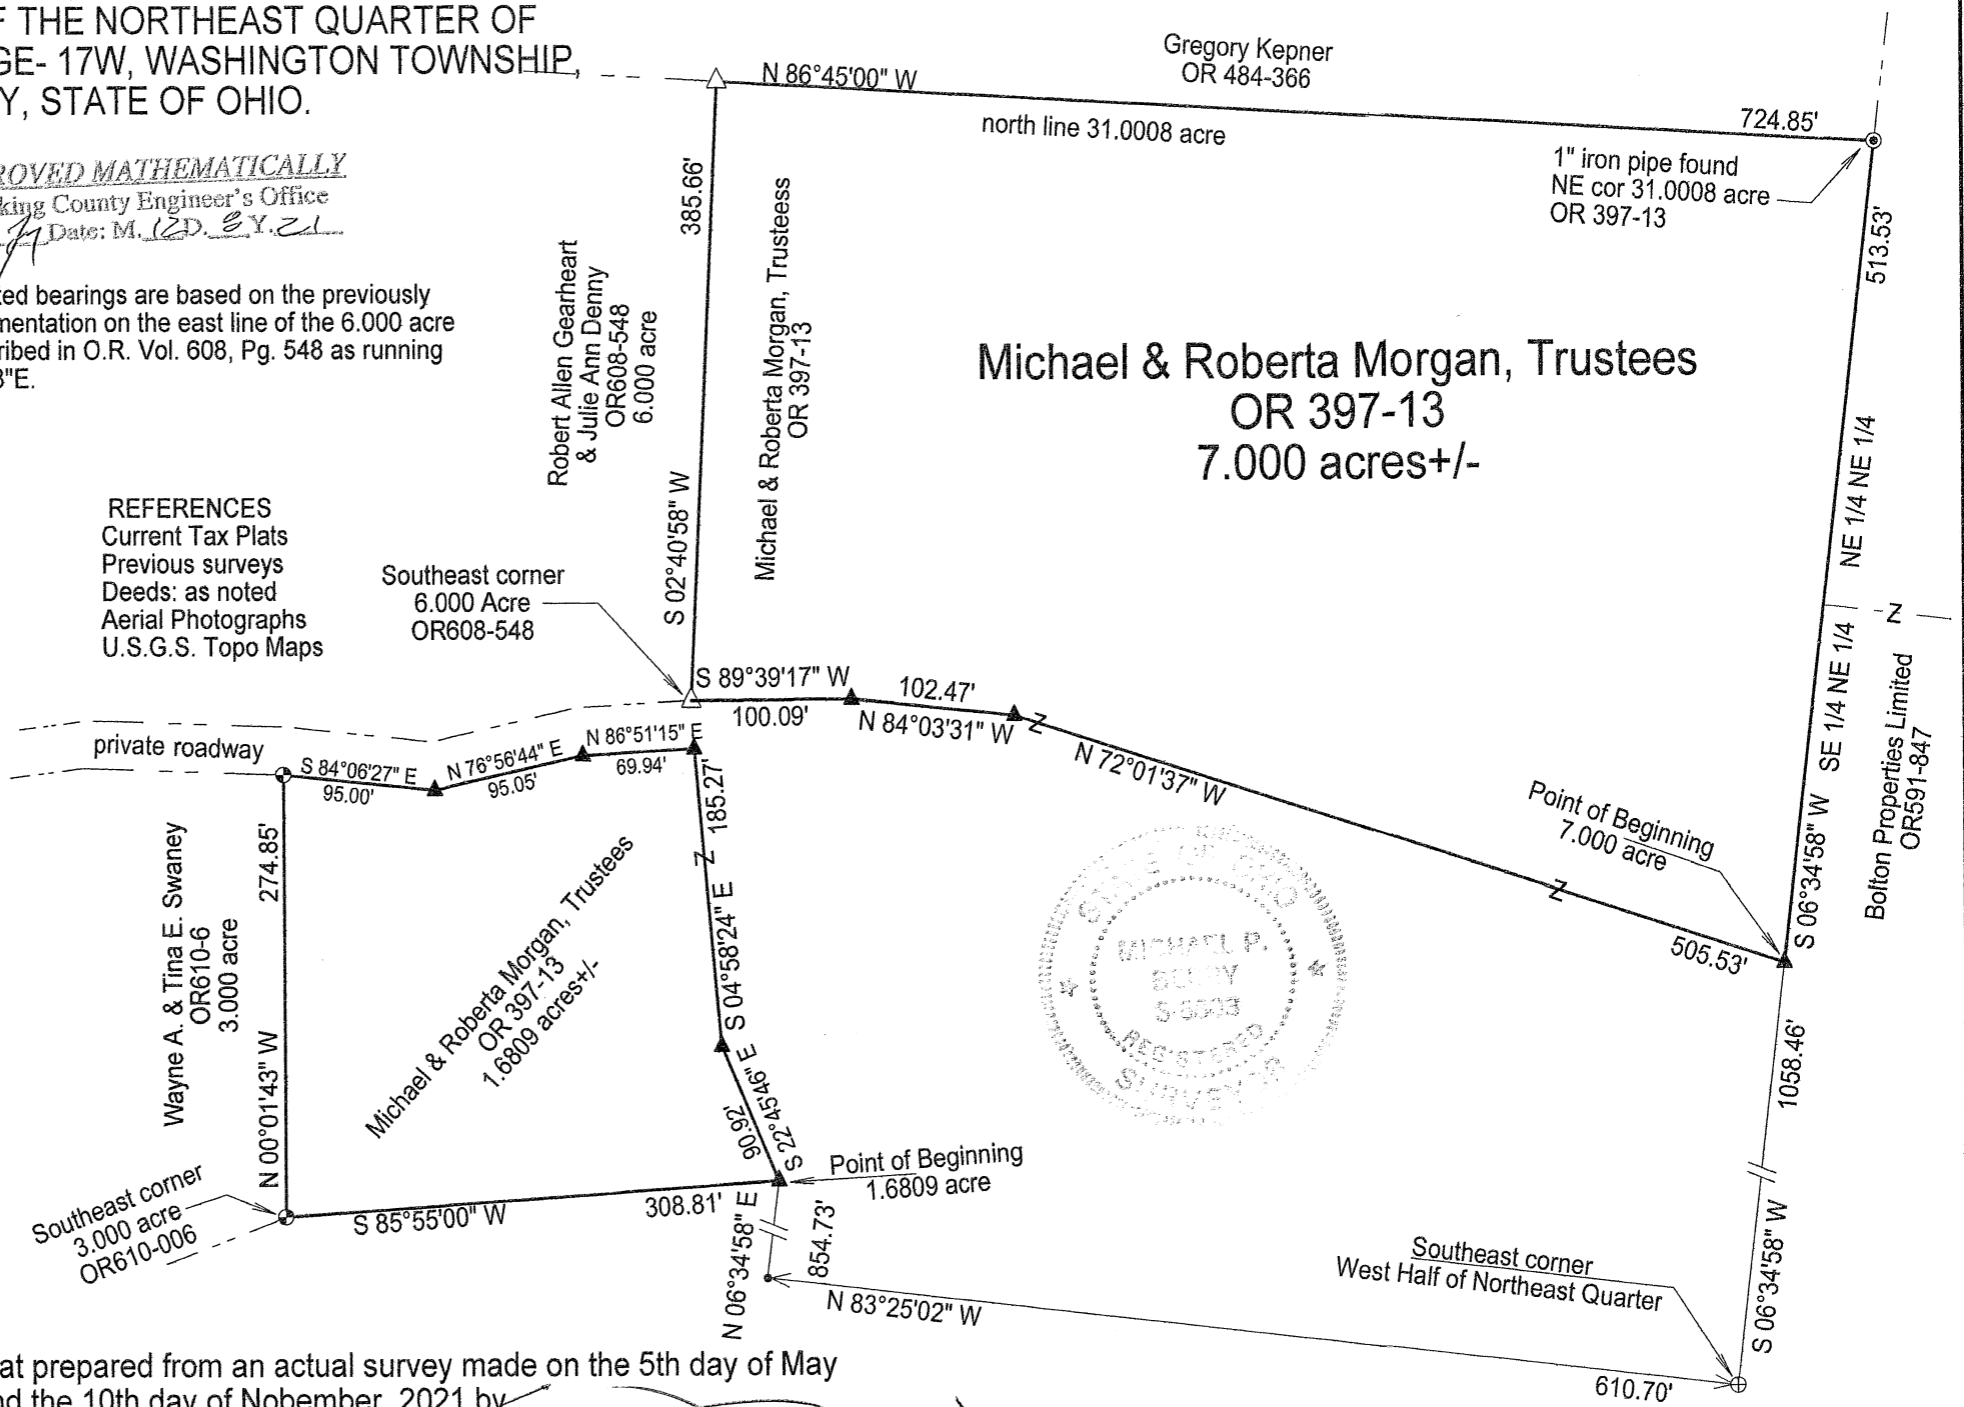 F THE NORTHEAST QUARTER OF
GE- 17W, WASHINGTON TOWNSHIP,
Y, STATE OF OHIO.
ROVED MATHEMATICALLY
king County Engineer's Office
Date: M. 12 D. 8 Y. 21
ed bearings are based on the previously
mentation on the east line of the 6.000 acre
ribed in O.R. Vol. 608, Pg. 548 as running
"E.
REFERENCES
Current Tax Plats
Previous surveys
Deeds: as noted
Aerial Photographs
U.S.G.S. Topo Maps
Gregory Kepner
OR 484-366
N 86°45'00" W
724.85'
north line 31.0008 acre
1" iron pipe found
NE cor 31.0008 acre
OR 397-13
385.66'
S 02°40'58" W
Robert Allen Gearheart
& Julie Ann Denny
OR608-548
6.000 acre
Michael & Roberta Morgan, Trusteess
OR 397-13
Michael & Roberta Morgan, Trustees
OR 397-13
7.000 acres+/-
513.53'
NE 1/4 NE 1/4
SE 1/4 NE 1/4
Z
S 06°34'58" W
Bolton Properties Limited
OR591-847
Southeast corner
6.000 Acre
OR608-548
S 89°39'17" W
100.09'
102.47'
N 84°03'31" W
Z
N 72°01'37" W
Z
505.53'
Point of Beginning
7.000 acre
private roadway
S 84°06'27" E
95.00'
N 76°56'44" E
95.05'
N 86°51'15" E
69.94'
185.27'
Z
S 04°58'24" E
S 22°45'46" E
90.92'
274.85'
N 00°01'43" W
Wayne A. & Tina E. Swaney
OR610-6
3.000 acre
Michael & Roberta Morgan, Trustees
OR 397-13
1.6809 acres+/-
STATE OF OHIO
MICHAEL P.
REGISTERED
Southeast corner
3.000 acre
OR610-006
S 85°55'00" W
308.81'
Point of Beginning
1.6809 acre
N 06°34'58" E
854.73'
N 83°25'02" W
610.70'
Southeast corner
West Half of Northeast Quarter
1058.46'
S 06°34'58" W
at prepared from an actual survey made on the 5th day of May
nd the 10th day of Nobember, 2021 by